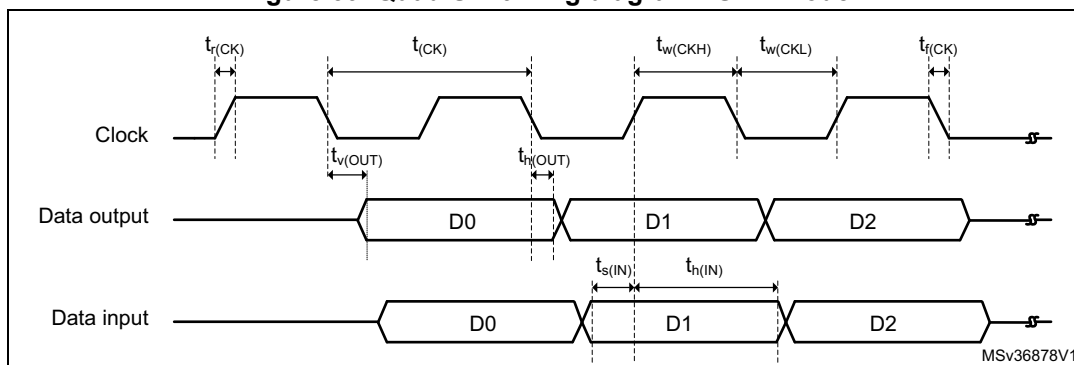 t_r(CK) t_(CK) t_w(CKH) t_w(CKL) t_f(CK)
Clock
t_v(OUT) t_h(OUT)
Data output D0 D1 D2
t_s(IN) t_h(IN)
Data input D0 D1 D2
MSv36878V1